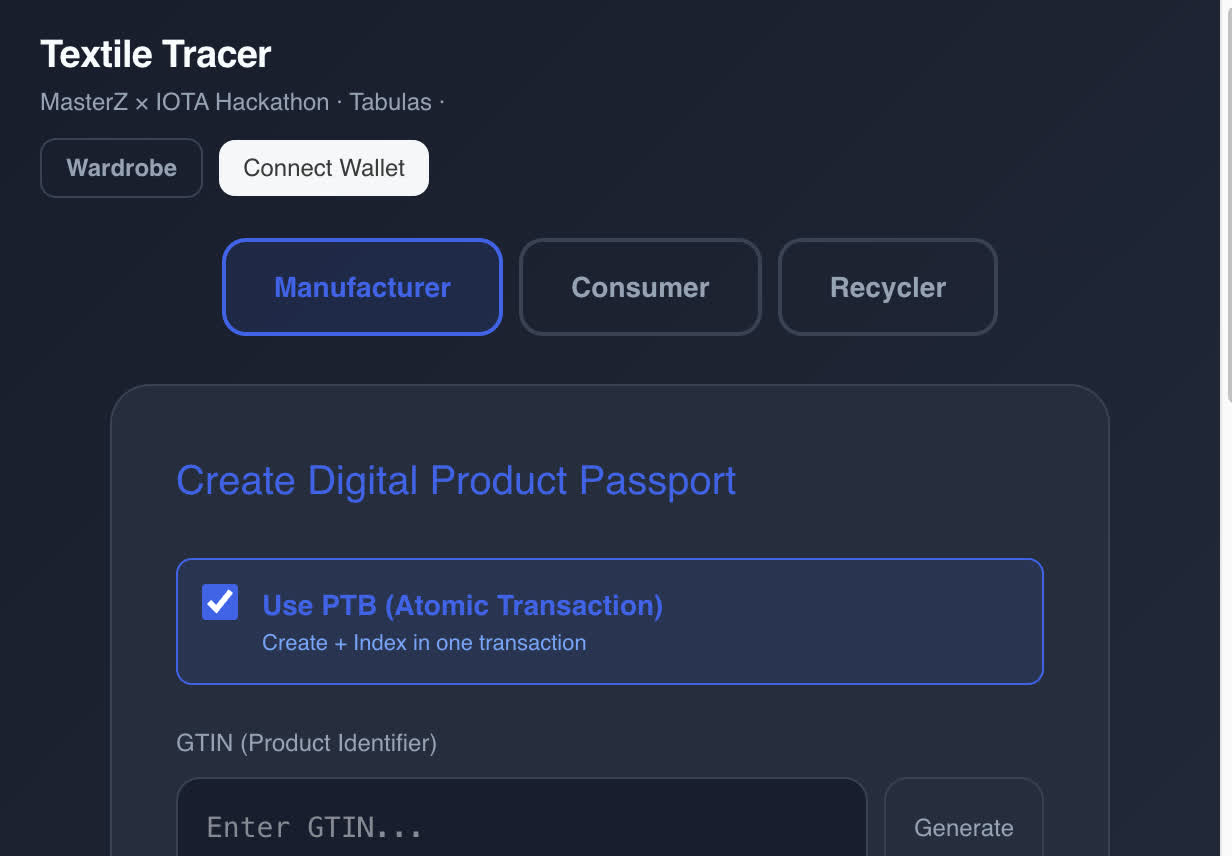 Textile Tracer
MasterZ × IOTA Hackathon · Tabulas ·
Wardrobe
Connect Wallet
Manufacturer
Consumer
Recycler
Create Digital Product Passport
Use PTB (Atomic Transaction)
Create + Index in one transaction
GTIN (Product Identifier)
Enter GTIN...
Generate